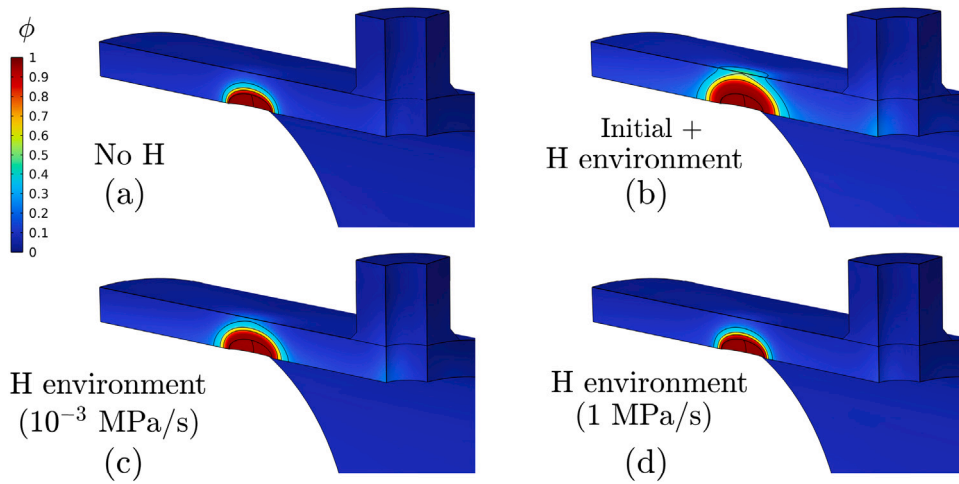 ϕ
1
0.9
0.8
0.7
0.6
0.5
0.4
0.3
0.2
0.1
0
No H
(a)
Initial +
H environment
(b)
H environment
(10⁻³ MPa/s)
(c)
H environment
(1 MPa/s)
(d)